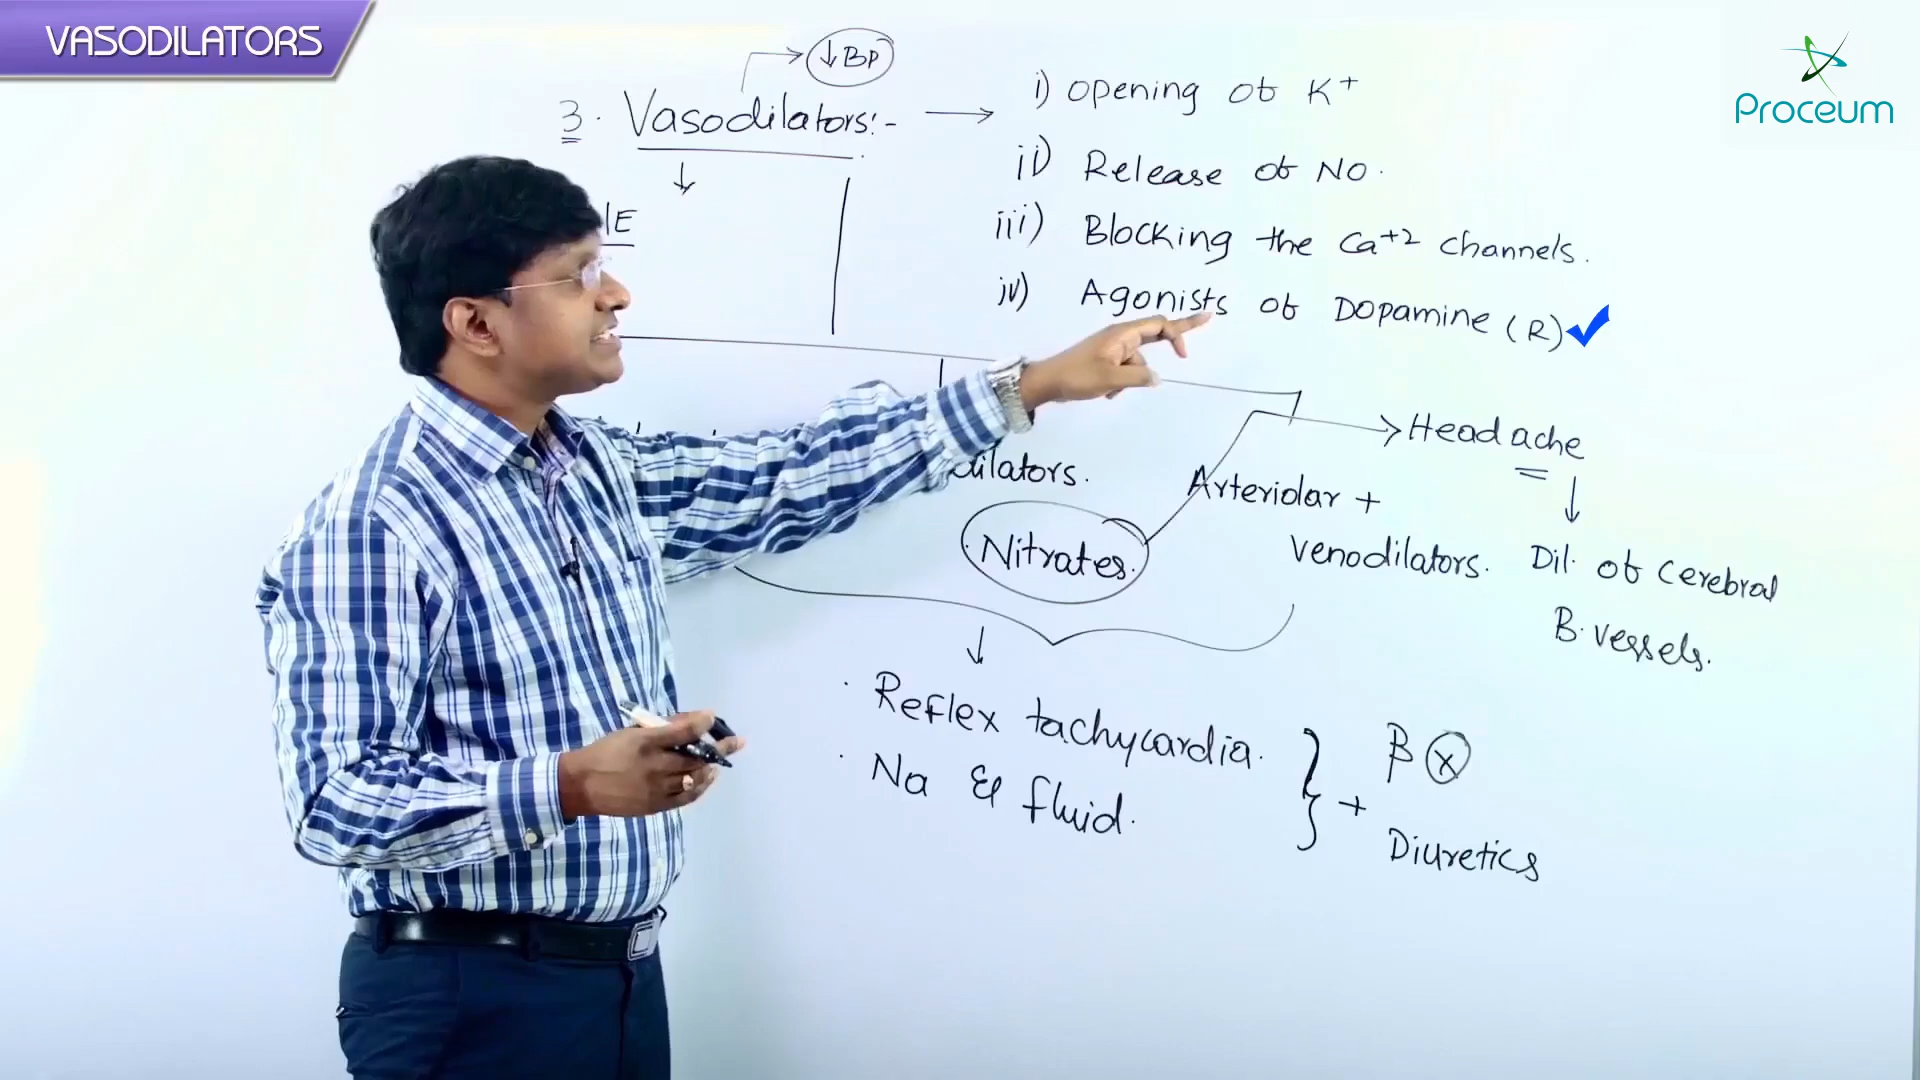 VASODILATORS
Proceum
↓BP
3. Vasodilators:-
i) Opening of K+
ii) Release of NO.
iii) Blocking the Ca+2 channels.
iv) Agonists of Dopamine (R)
Headache
dilators.
Arteriolar +
Venodilators.
Nitrates.
Dil. of Cerebral
B. vessels.
Reflex tachycardia.
Na & fluid.
+
β ⓧ
Diuretics